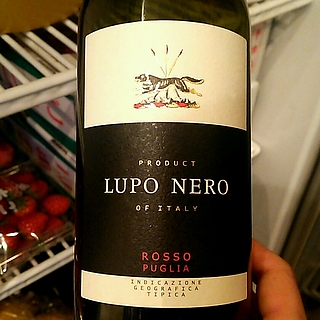 PRODUCT
LUPO NERO
OF ITALY
ROSSO
PUGLIA
INDICAZIONE
GEOGRAFICA
TIPICA